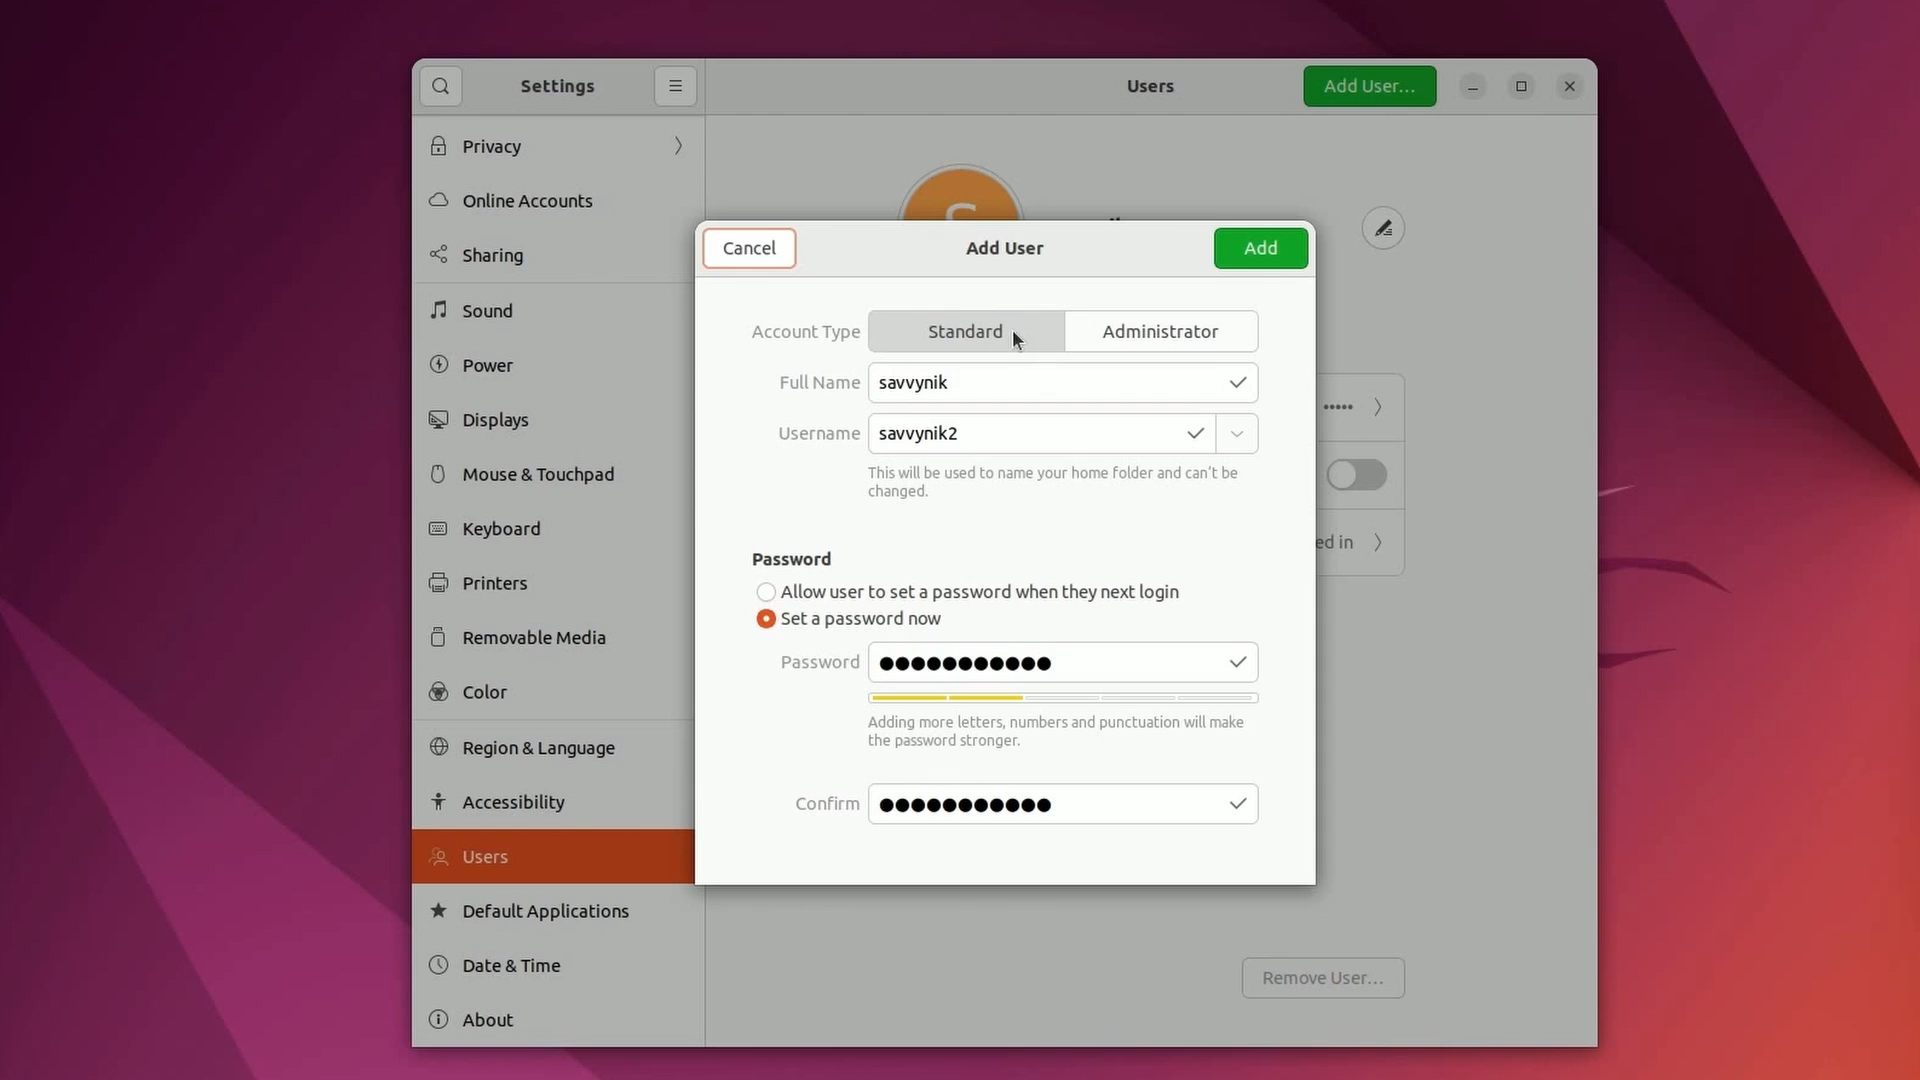 Settings
Users
Add User...
Privacy
Online Accounts
Sharing
Sound
Power
Displays
Mouse & Touchpad
Keyboard
Printers
Removable Media
Color
Region & Language
Accessibility
Users
Default Applications
Date & Time
About
Cancel
Add User
Add
Account Type
Standard
Administrator
Full Name
savvynik
Username
savvynik2
This will be used to name your home folder and can't be
changed.
Password
Allow user to set a password when they next login
Set a password now
Password
●●●●●●●●●●●
Adding more letters, numbers and punctuation will make
the password stronger.
Confirm
●●●●●●●●●●●
•••••
ed in
Remove User...